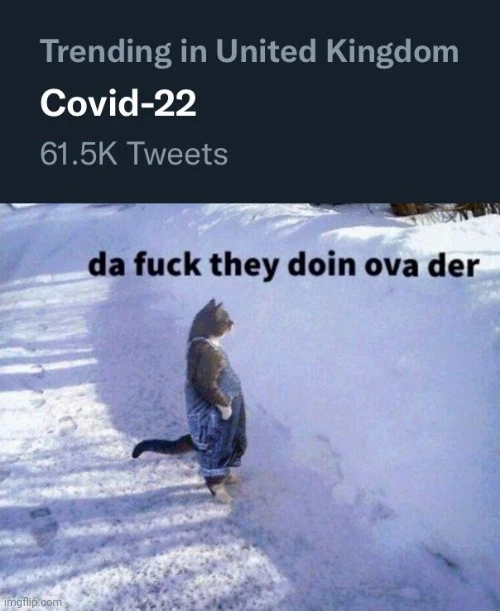 Trending in United Kingdom
Covid-22
61.5K Tweets
da fuck they doin ova der
imgflip.com